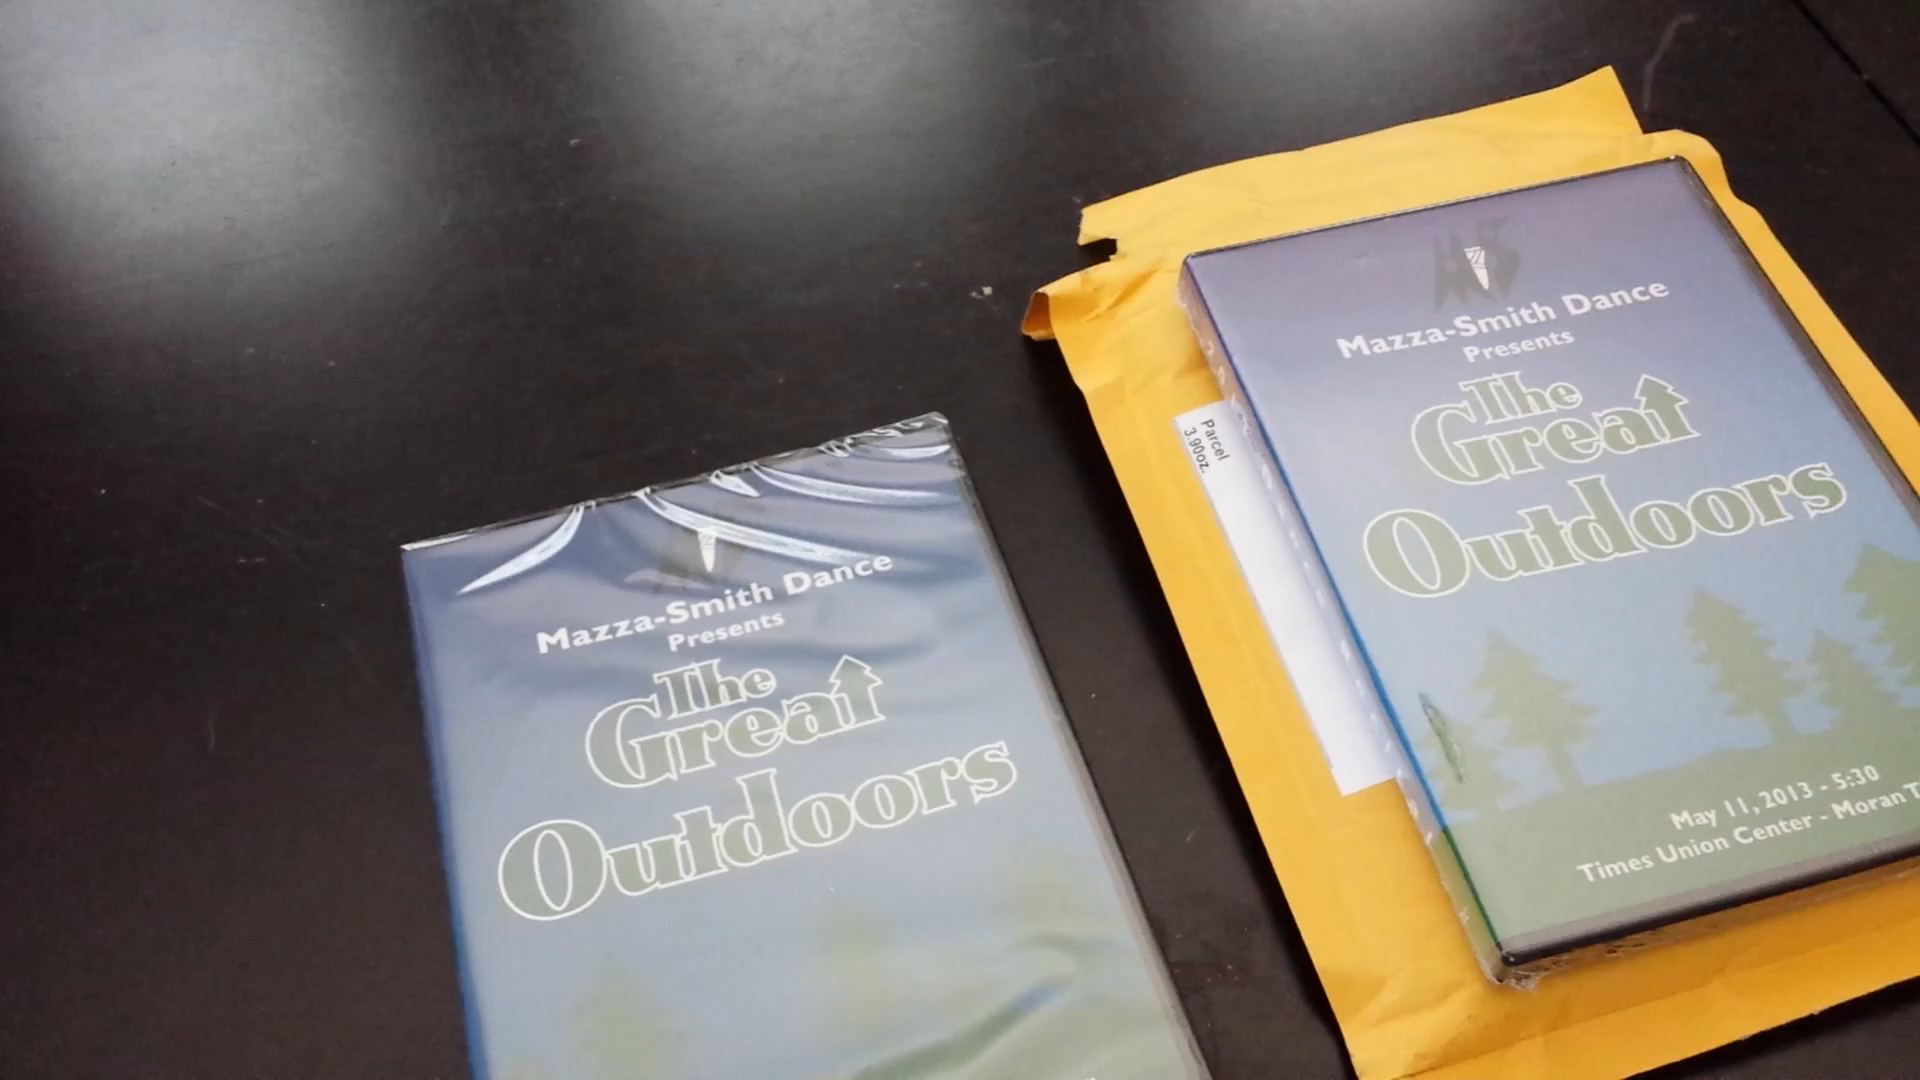 Mazza-Smith Dance
Presents
The
Great
Outdoors
Parcel
3.90oz.
Mazza-Smith Dance
Presents
The
Great
Outdoors
May 11, 2013 - 5:30
Times Union Center - Moran